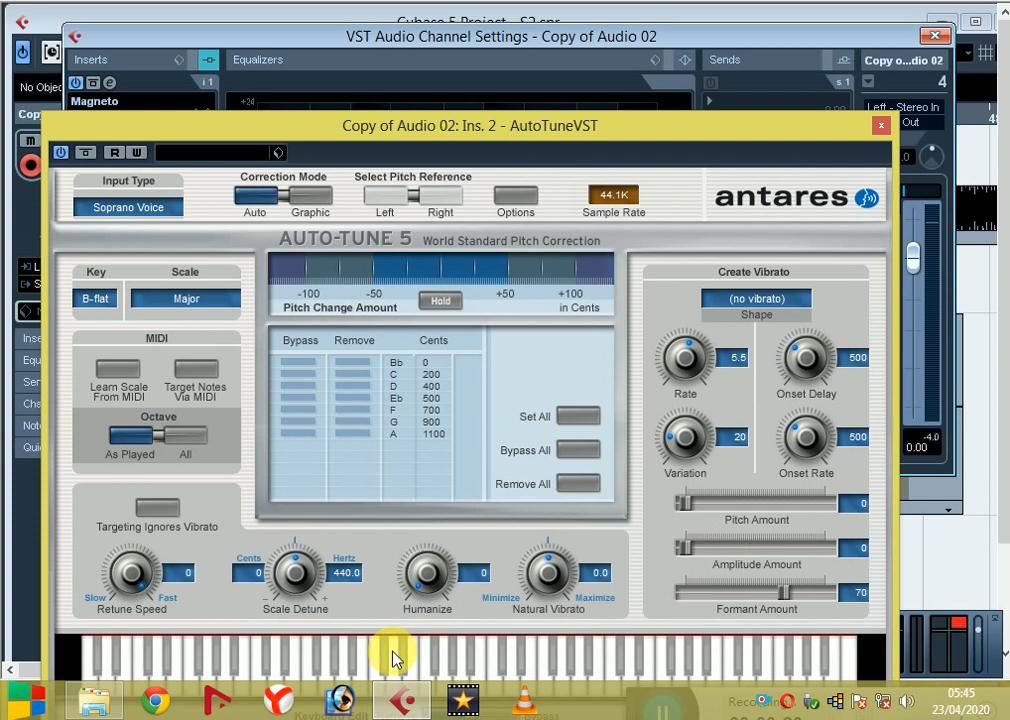 Cubase 5 Project - S2.cpr
VST Audio Channel Settings - Copy of Audio 02
Inserts
Equalizers
Sends
Copy o...dio 02
No Objec
i 1
s 1
4
Magneto
+24
Left - Stereo In
Out
Copy of Audio 02: Ins. 2 - AutoTuneVST
R W
Input Type
Soprano Voice
Correction Mode
Auto
Graphic
Select Pitch Reference
Left
Right
Options
44.1K
Sample Rate
antares
AUTO-TUNE 5 World Standard Pitch Correction
Key
Scale
B-flat
Major
-100
-50
Hold
+50
+100
Pitch Change Amount
in Cents
Create Vibrato
(no vibrato)
Shape
MIDI
Learn Scale
From MIDI
Target Notes
Via MIDI
Octave
As Played
All
Bypass
Remove
Cents
Bb 0
C 200
D 400
Eb 500
F 700
G 900
A 1100
Set All
Bypass All
Remove All
5.5
Rate
500
Onset Delay
20
Variation
500
Onset Rate
0
Pitch Amount
0
Amplitude Amount
70
Formant Amount
Targeting Ignores Vibrato
0
Slow
Fast
Retune Speed
Cents
0
Hertz
440.0
Scale Detune
0
Humanize
0.0
Minimize
Maximize
Natural Vibrato
-4.0
0.00
05:45
23/04/2020